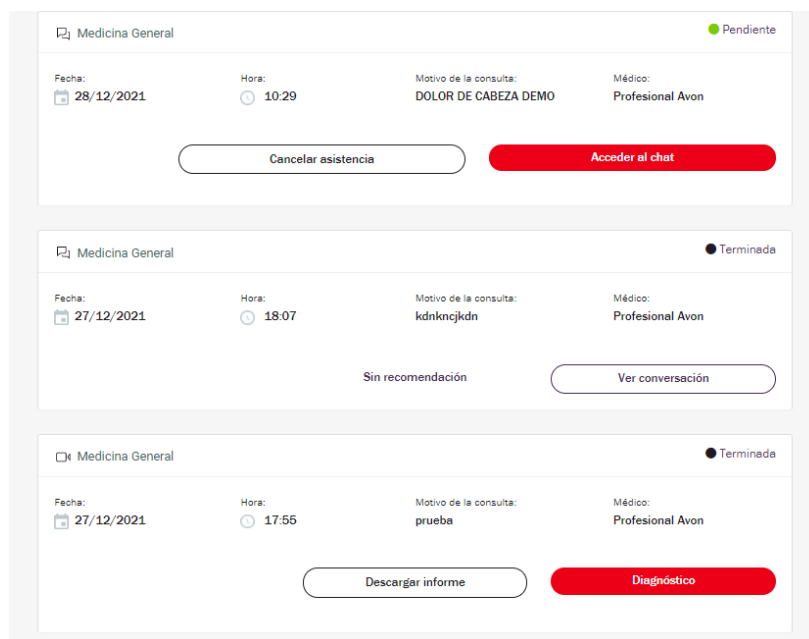 Medicina General
Pendiente
Fecha: Hora: Motivo de la consulta: Médico:
28/12/2021 10:29 DOLOR DE CABEZA DEMO Profesional Avon
Cancelar asistencia Acceder al chat
Medicina General
Terminada
Fecha: Hora: Motivo de la consulta: Médico:
27/12/2021 18:07 kdnkncjkdn Profesional Avon
Sin recomendación Ver conversación
Medicina General
Terminada
Fecha: Hora: Motivo de la consulta: Médico:
27/12/2021 17:55 prueba Profesional Avon
Descargar informe Diagnóstico